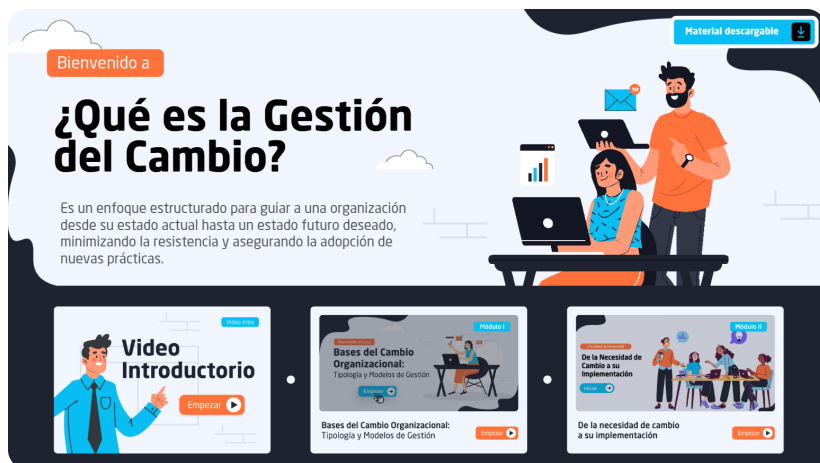 Material descargable
Bienvenido a
¿Qué es la Gestión
del Cambio?
Es un enfoque estructurado para guiar a una organización
desde su estado actual hasta un estado futuro deseado,
minimizando la resistencia y asegurando la adopción de
nuevas prácticas.
10
Video Intro
Video
Introductorio
Empezar
Módulo I
Bases del Cambio
Organizacional:
Tipología y Modelos de Gestión
Empezar
Bases del Cambio Organizacional:
Tipología y Modelos de Gestión
Empezar
Módulo II
De la Necesidad de
Cambio a su
Implementación
Iniciar
De la necesidad de cambio
a su implementación
Empezar